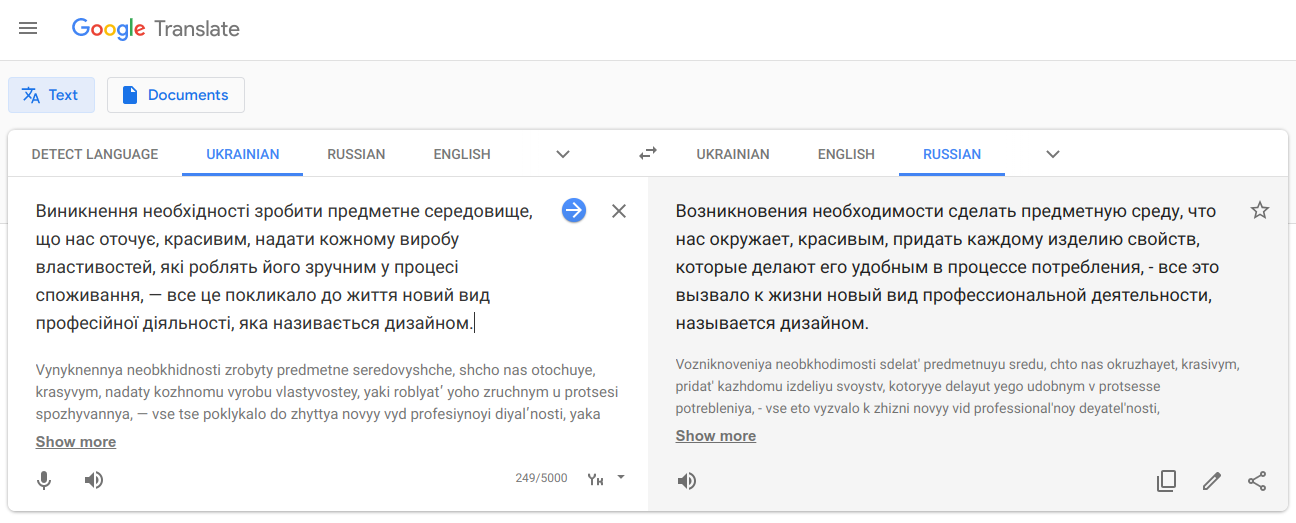 Google Translate
Text
Documents
DETECT LANGUAGE UKRAINIAN RUSSIAN ENGLISH UKRAINIAN ENGLISH RUSSIAN
Виникнення необхідності зробити предметне середовище,
що нас оточує, красивим, надати кожному виробу
властивостей, які роблять його зручним у процесі
споживання, — все це покликало до життя новий вид
професійної діяльності, яка називається дизайном.
Vynyknennya neobkhidnosti zrobyty predmetne seredovyshche, shcho nas otochuye,
krasyvym, nadaty kozhnomu vyrobu vlastyvostey, yaki roblyatʹ yoho zruchnym u protsesi
spozhyvannya, — vse tse poklykalo do zhyttya novyy vyd profesiynoyi diyalʹnosti, yaka
Show more
249/5000
Возникновения необходимости сделать предметную среду, что
нас окружает, красивым, придать каждому изделию свойств,
которые делают его удобным в процессе потребления, - все это
вызвало к жизни новый вид профессиональной деятельности,
называется дизайном.
Vozniknoveniya neobkhodimosti sdelat' predmetnuyu sredu, chto nas okruzhayet, krasivym,
pridat' kazhdomu izdeliyu svoystv, kotoryye delayut yego udobnym v protsesse
potrebleniya, - vse eto vyzvalo k zhizni novyy vid professional'noy deyatel'nosti,
Show more